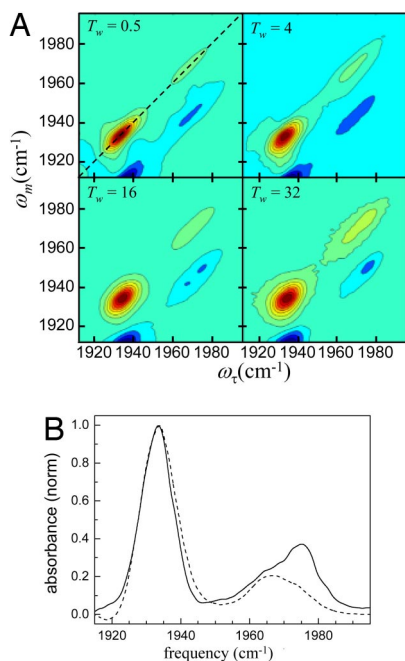 A
T_w = 0.5
T_w = 4
1980
1960
1940
1920
T_w = 16
T_w = 32
1980
1960
1940
1920
ω_m(cm⁻¹)
1920 1940 1960 1980
1920 1940 1960 1980
ω_τ(cm⁻¹)
B
1.0
0.8
0.6
0.4
0.2
0.0
absorbance (norm)
1920 1940 1960 1980
frequency (cm⁻¹)